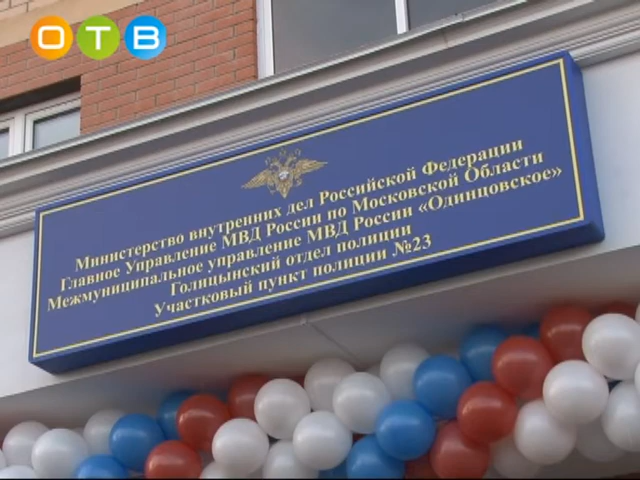 ОТВ
Министерство внутренних дел Российской Федерации
Главное Управление МВД России по Московской Области
Межмуниципальное управление МВД России «Одинцовское»
Голицынский отдел полиции
Участковый пункт полиции №23